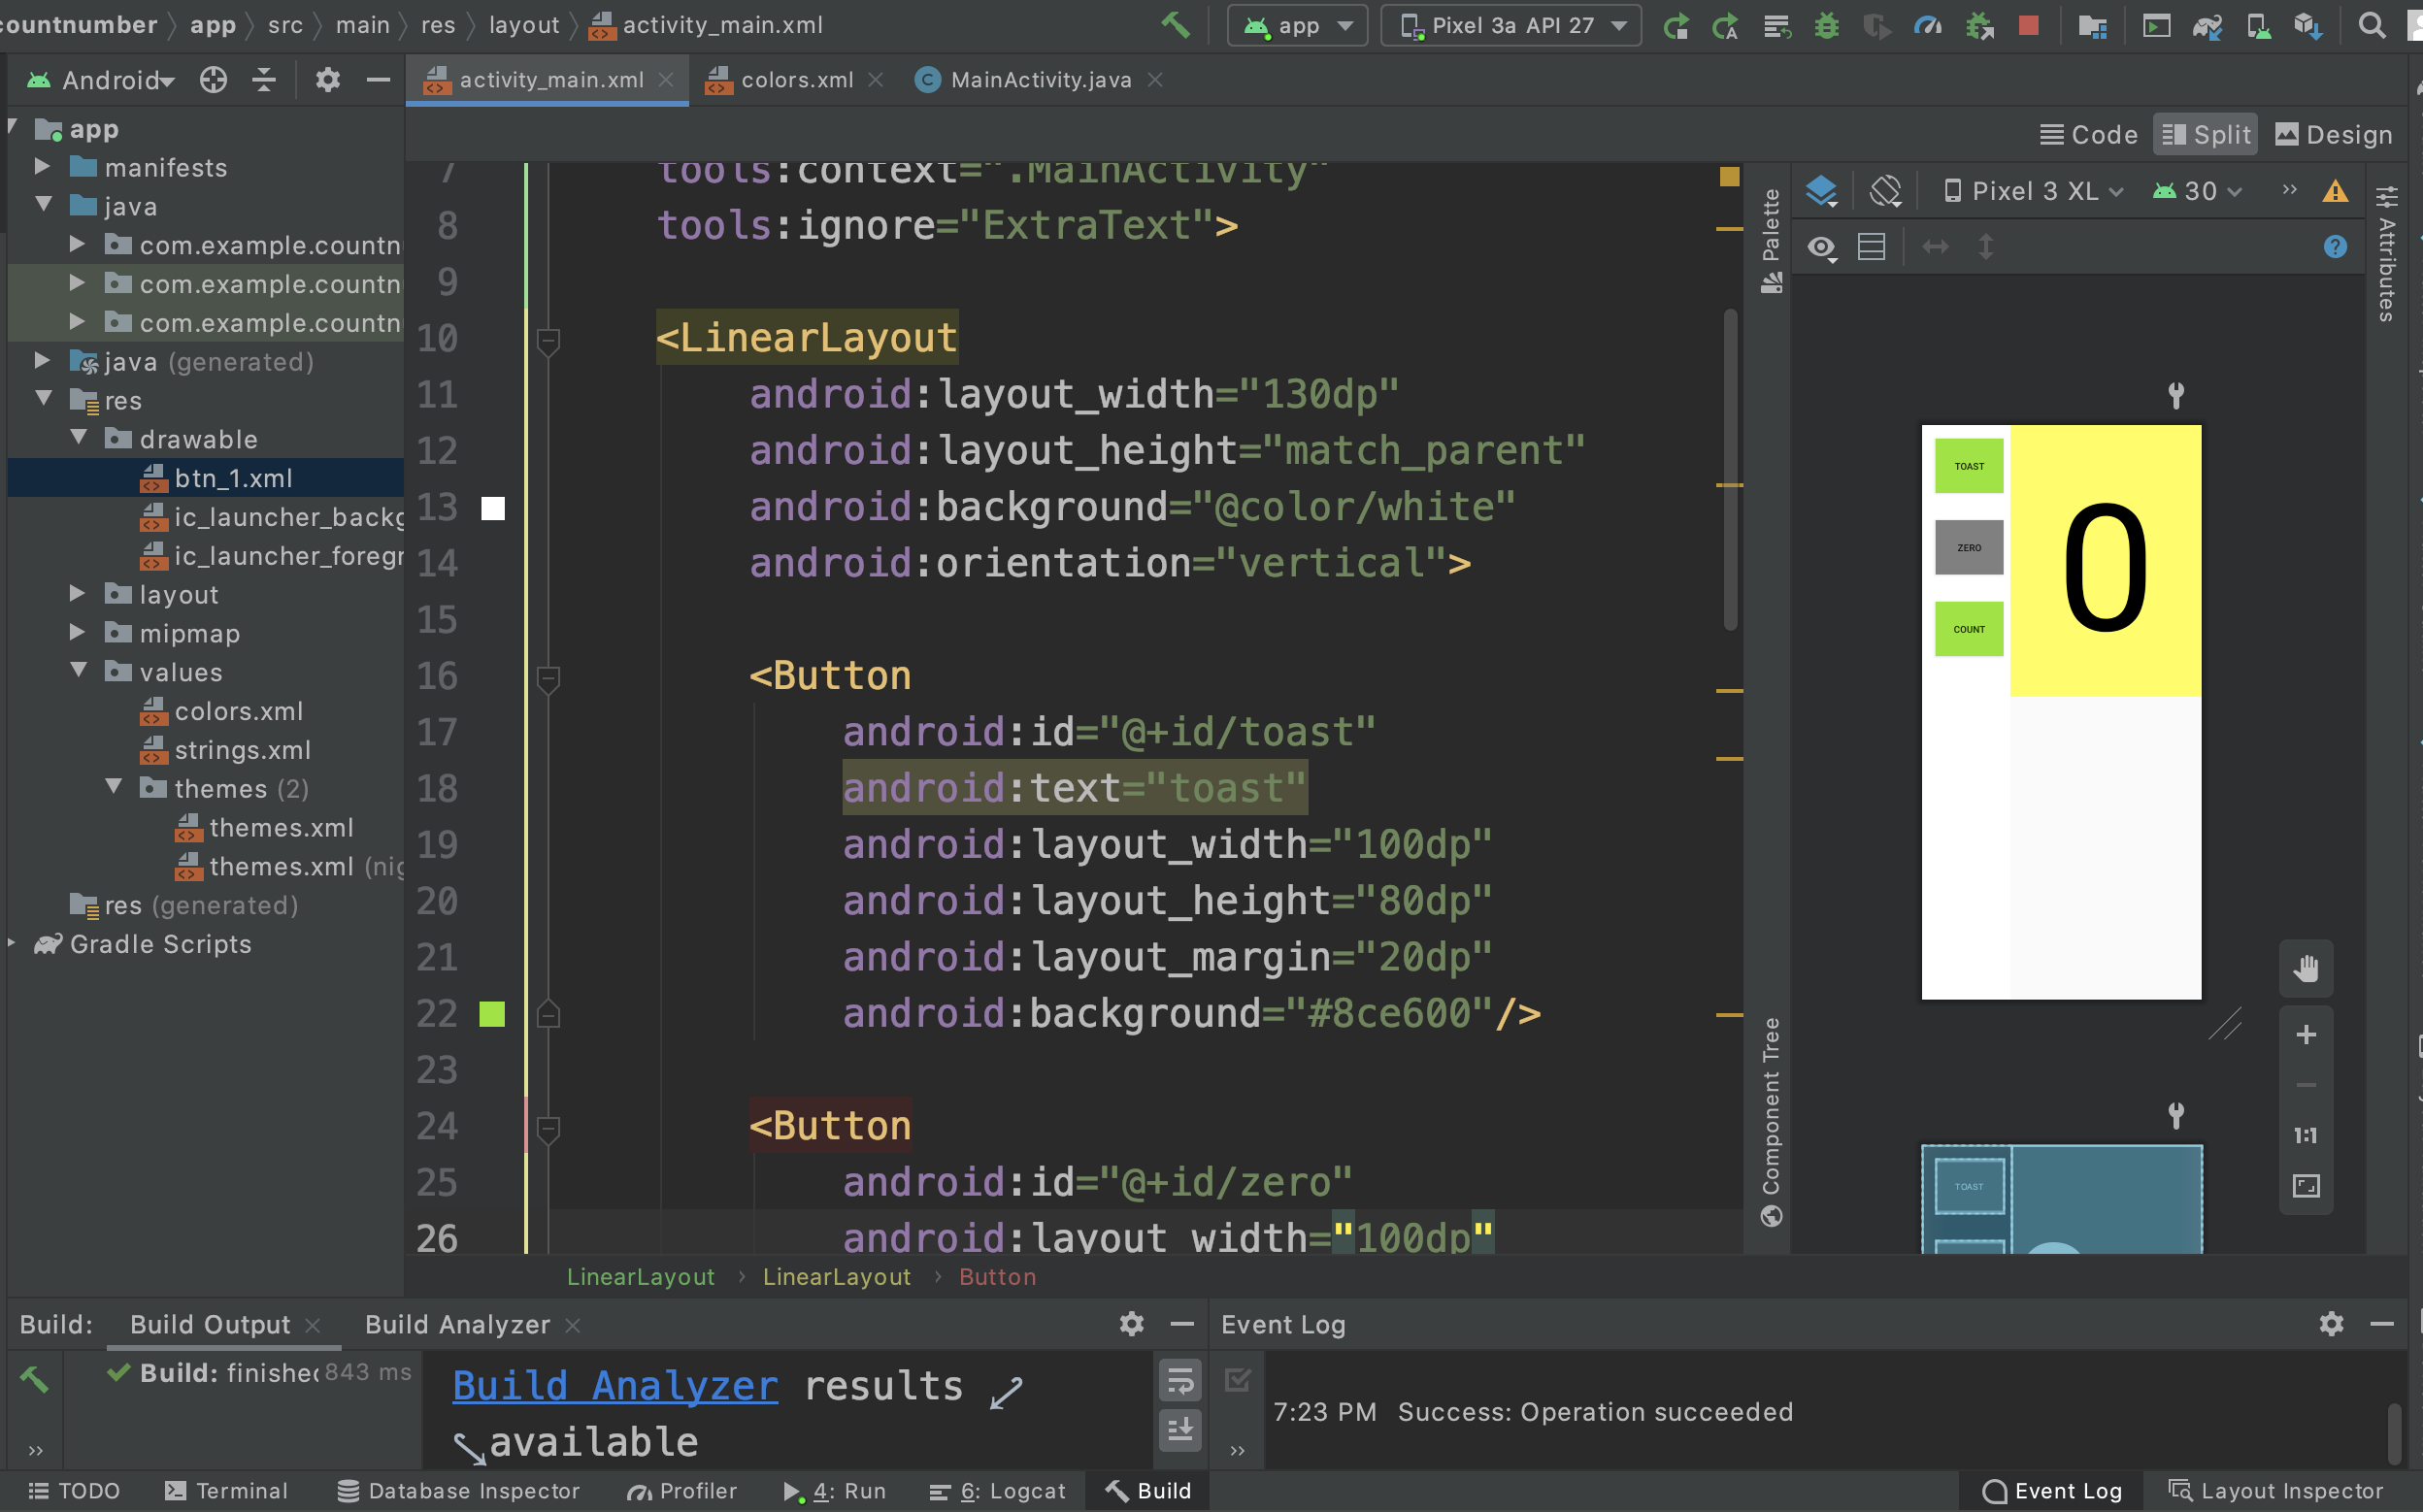 countnumber app src main res layout activity_main.xml
app Pixel 3a API 27
Android
activity_main.xml colors.xml MainActivity.java
Code Split Design
app
manifests
java
com.example.countn
com.example.countn
com.example.countn
java (generated)
res
drawable
btn_1.xml
ic_launcher_backg
ic_launcher_foregr
layout
mipmap
values
colors.xml
strings.xml
themes (2)
themes.xml
themes.xml (nig
res (generated)
Gradle Scripts
7 tools:context=".MainActivity"
8 tools:ignore="ExtraText">
9
10 <LinearLayout
11 android:layout_width="130dp"
12 android:layout_height="match_parent"
13 android:background="@color/white"
14 android:orientation="vertical">
15
16 <Button
17 android:id="@+id/toast"
18 android:text="toast"
19 android:layout_width="100dp"
20 android:layout_height="80dp"
21 android:layout_margin="20dp"
22 android:background="#8ce600"/>
23
24 <Button
25 android:id="@+id/zero"
26 android:layout_width="100dp"
LinearLayout LinearLayout Button
Palette
Component Tree
Pixel 3 XL 30
Attributes
TOAST
ZERO
COUNT
0
1:1
TOAST
Build: Build Output Build Analyzer
Build: finished 843 ms
Build Analyzer results
available
Event Log
7:23 PM Success: Operation succeeded
TODO Terminal Database Inspector Profiler 4: Run 6: Logcat Build Event Log Layout Inspector